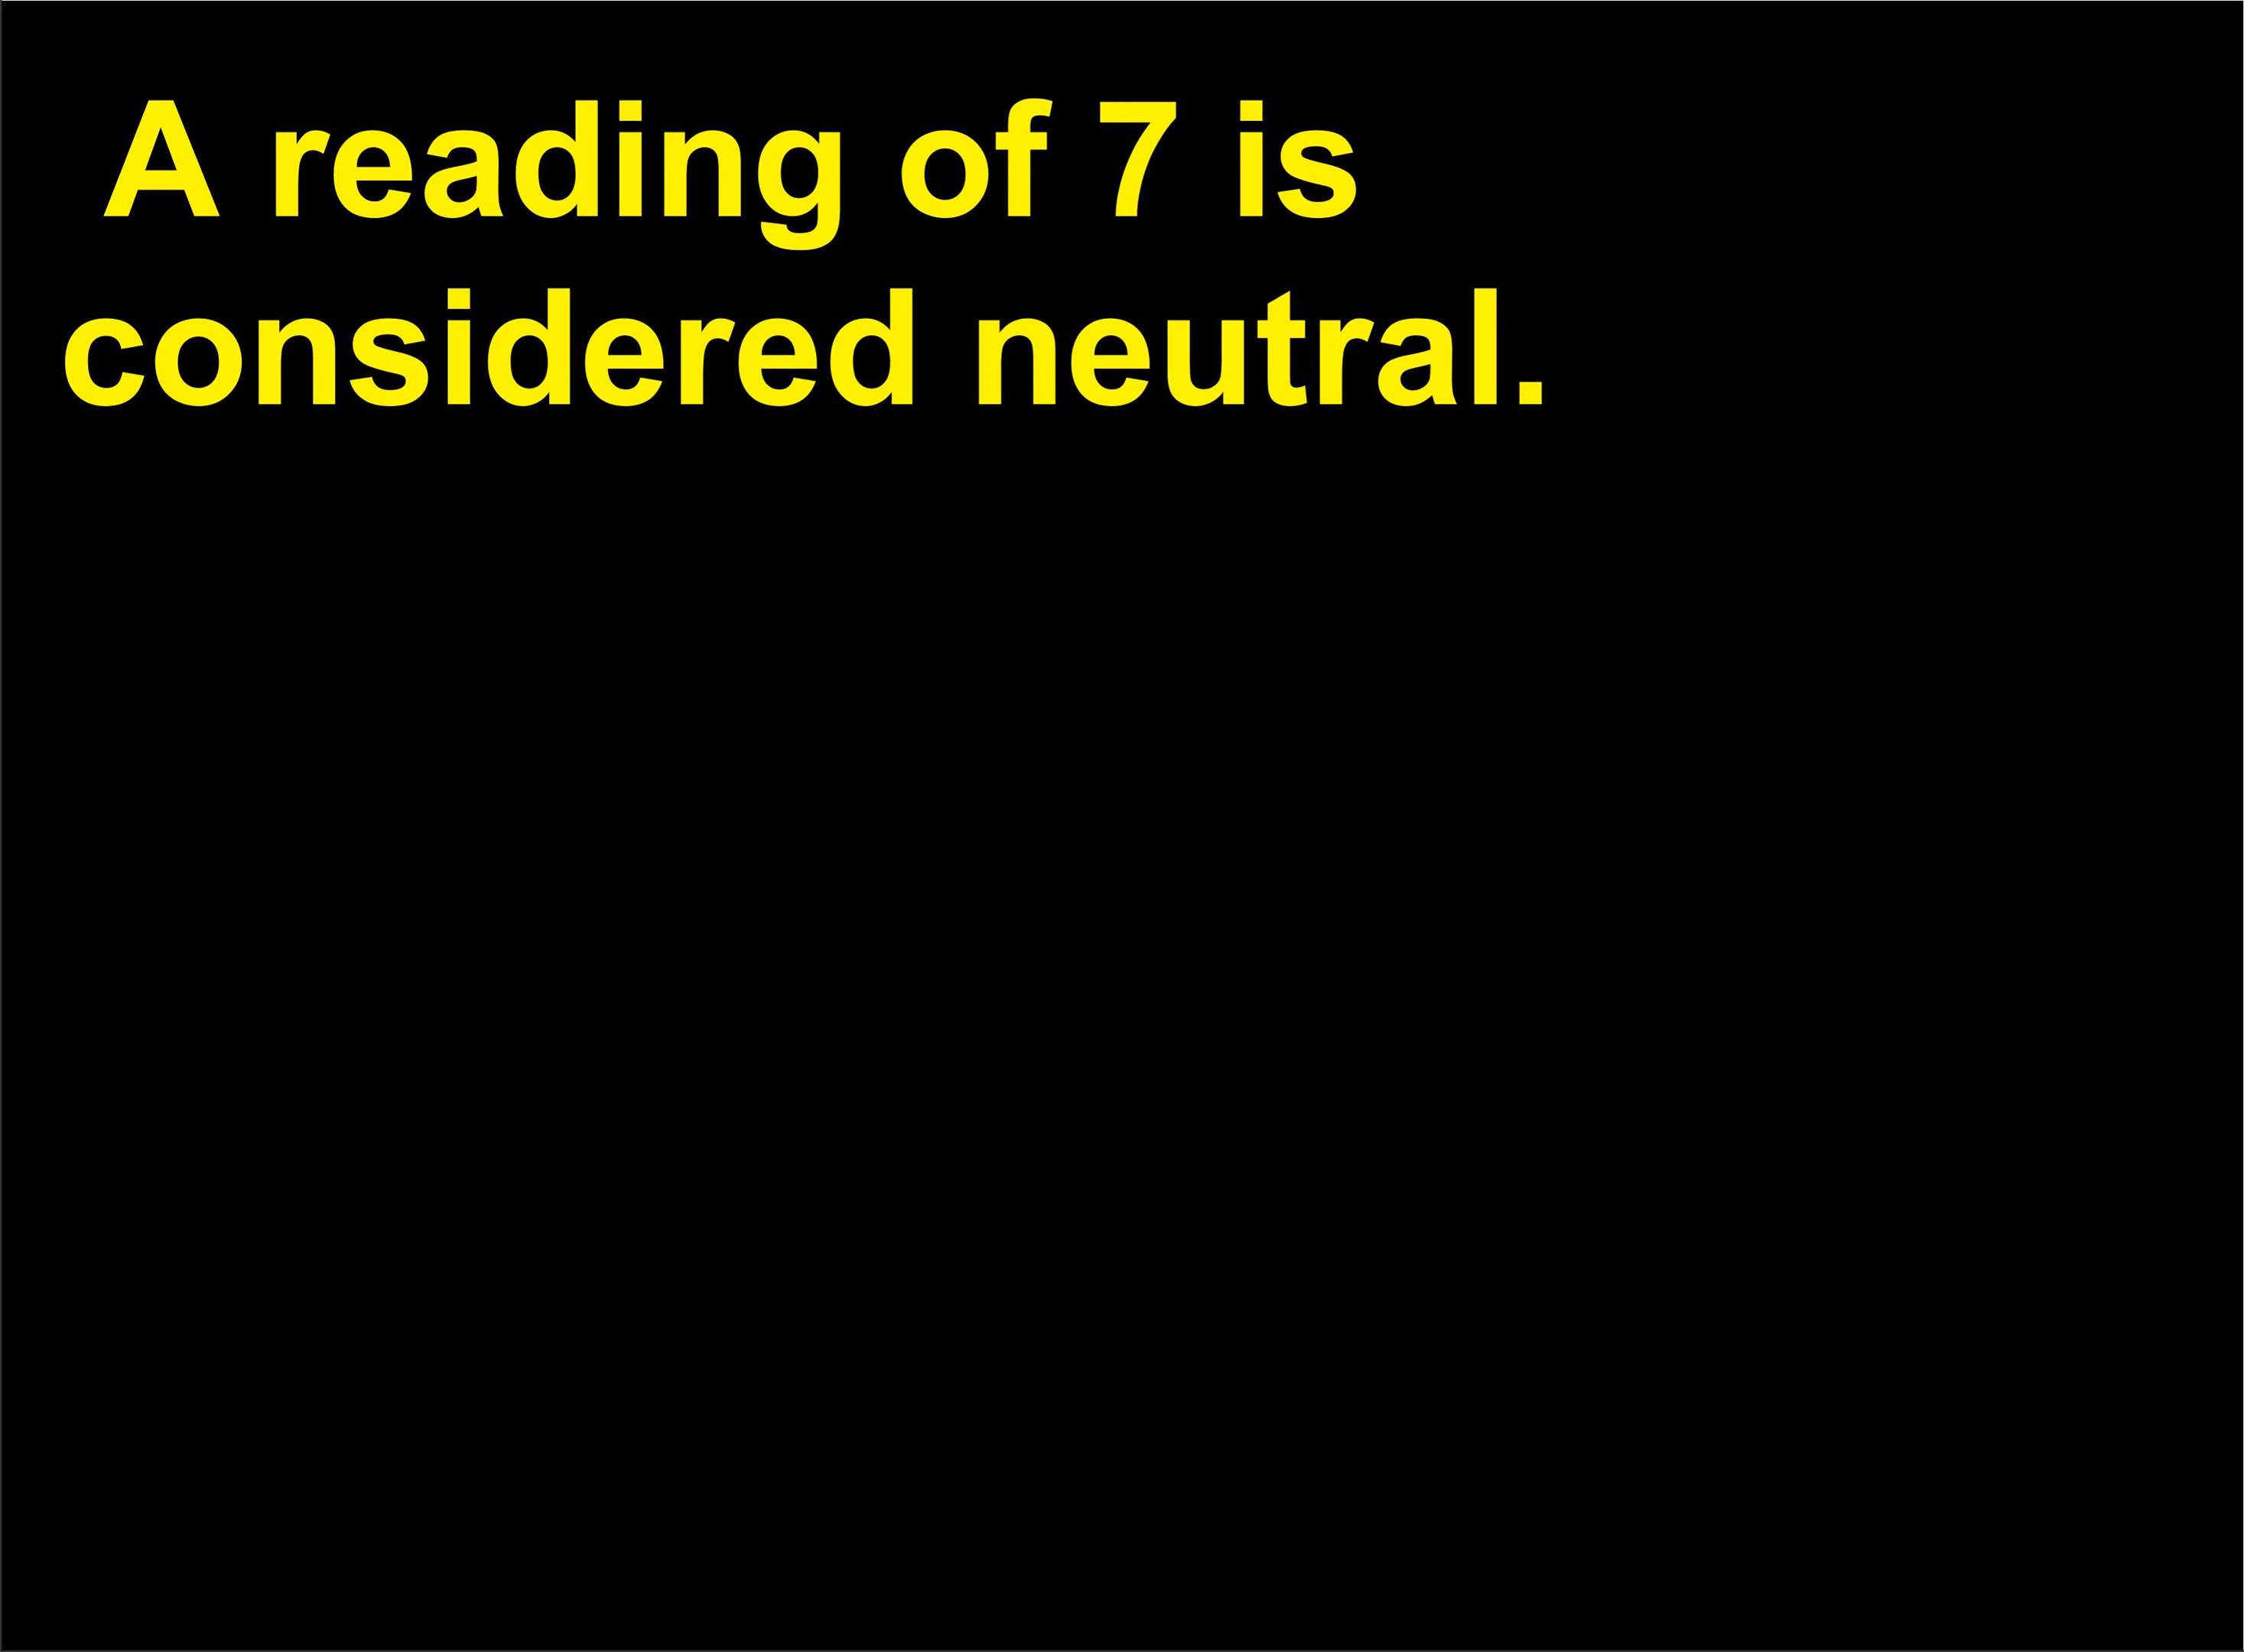 A reading of 7 is
considered neutral.